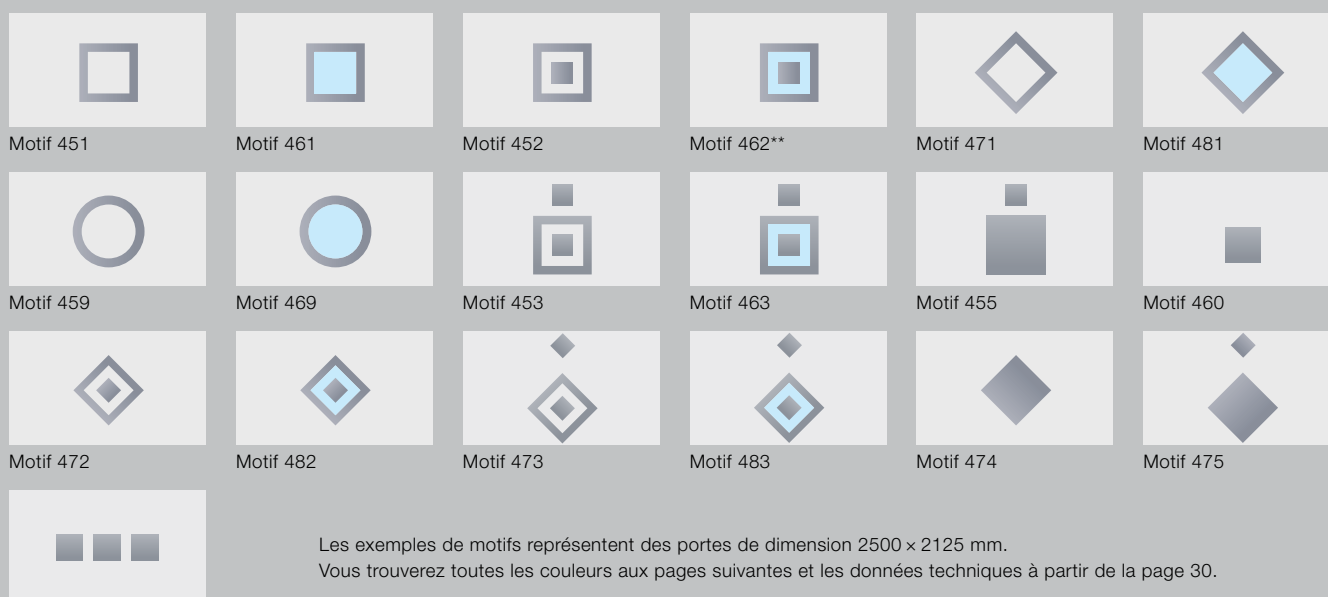 Motif 451 Motif 461 Motif 452 Motif 462** Motif 471 Motif 481
Motif 459 Motif 469 Motif 453 Motif 463 Motif 455 Motif 460
Motif 472 Motif 482 Motif 473 Motif 483 Motif 474 Motif 475
Les exemples de motifs représentent des portes de dimension 2500 × 2125 mm.
Vous trouverez toutes les couleurs aux pages suivantes et les données techniques à partir de la page 30.